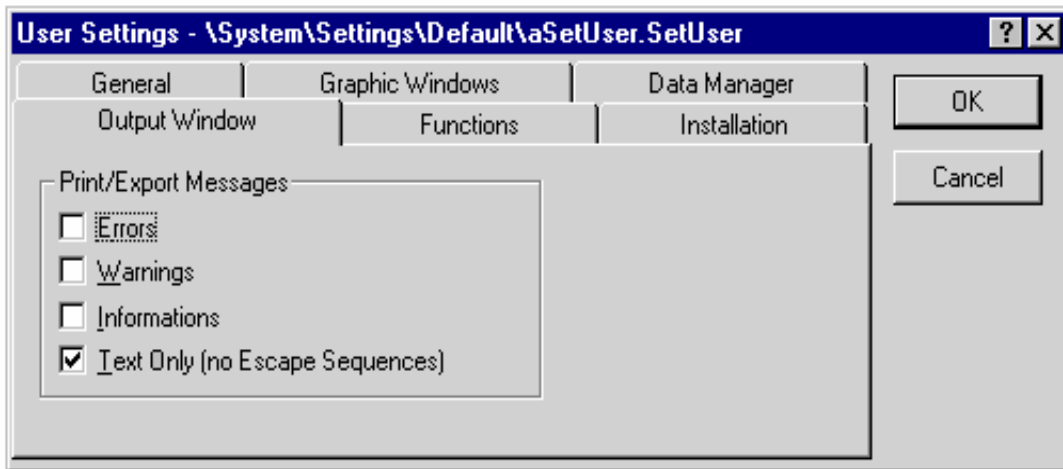 User Settings - \System\Settings\Default\aSetUser.SetUser
General Graphic Windows Data Manager
Output Window Functions Installation
OK
Cancel
Print/Export Messages
Errors
Warnings
Informations
Text Only (no Escape Sequences)